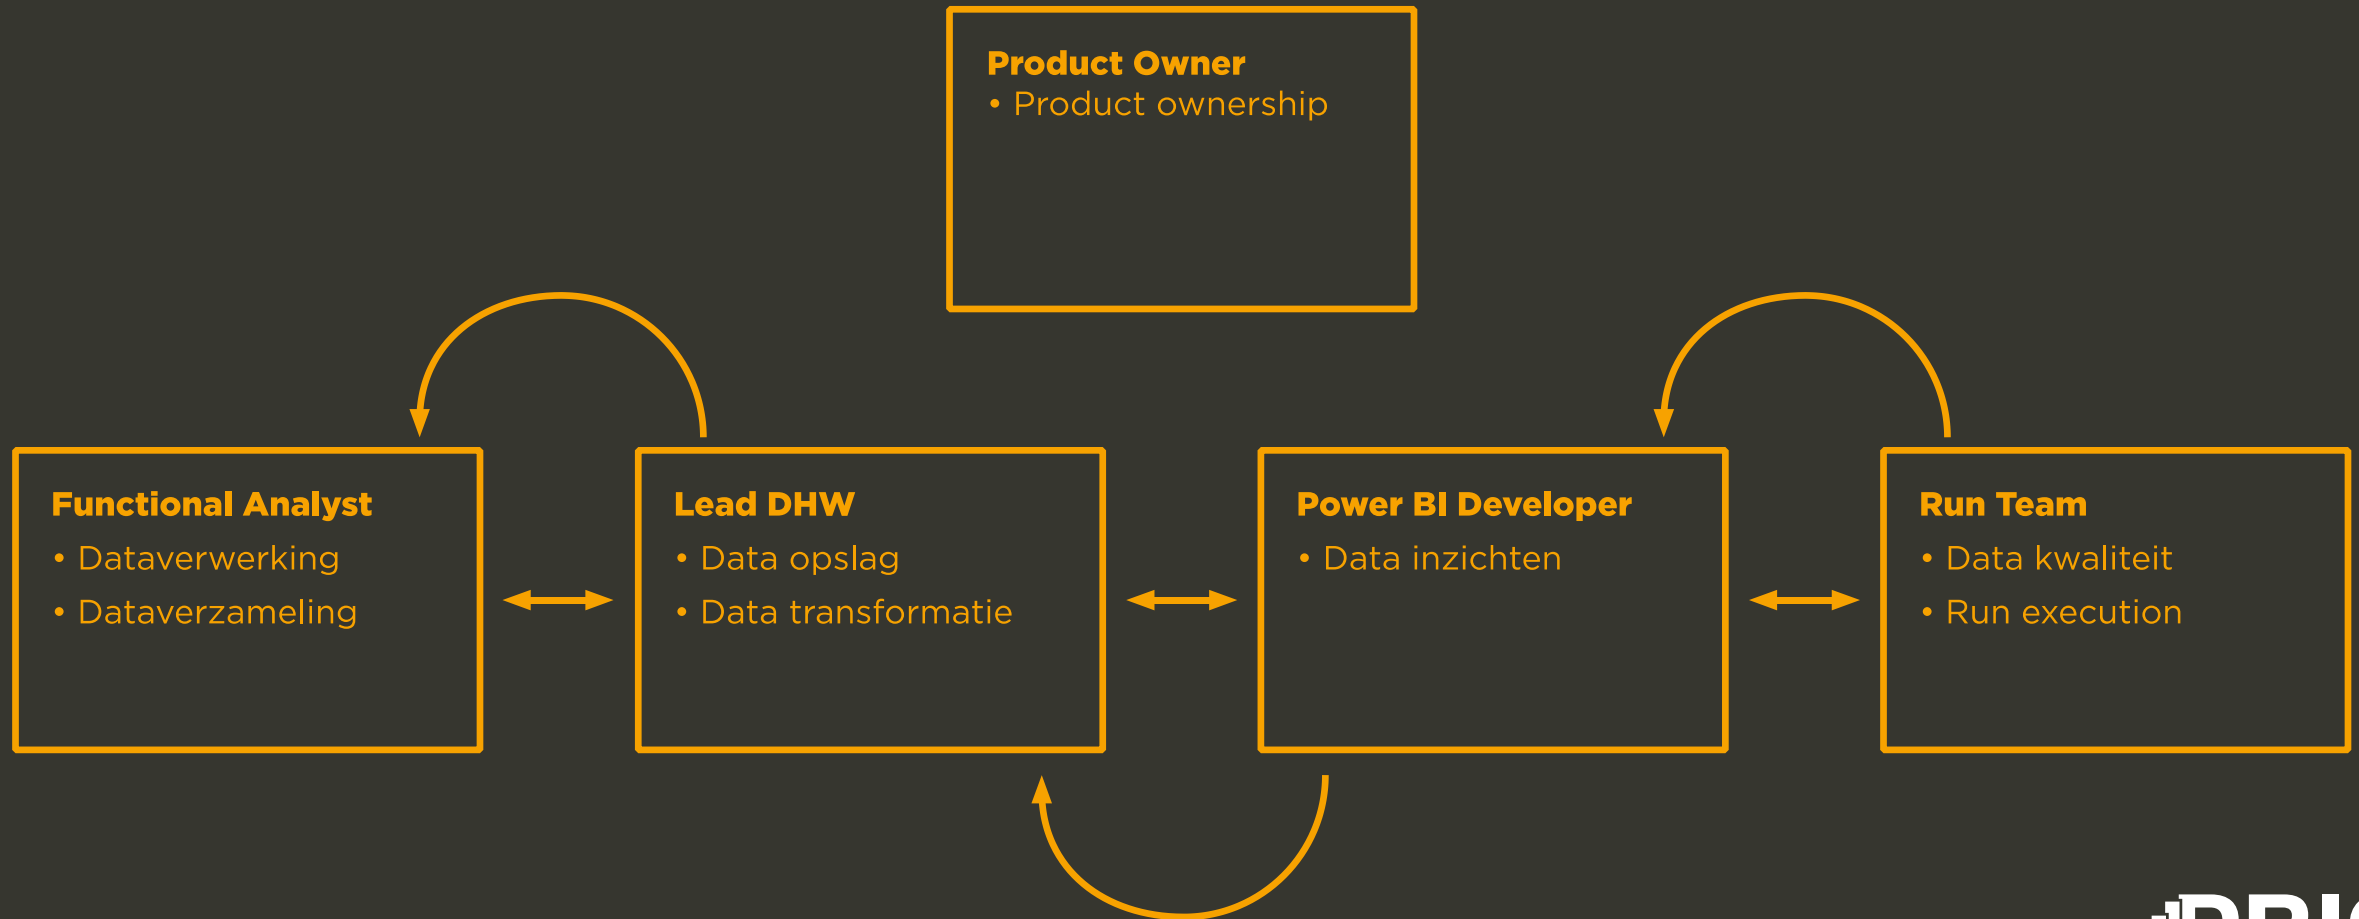 Product Owner
• Product ownership
Functional Analyst
• Dataverwerking
• Dataverzameling
Lead DHW
• Data opslag
• Data transformatie
Power BI Developer
• Data inzichten
Run Team
• Data kwaliteit
• Run execution